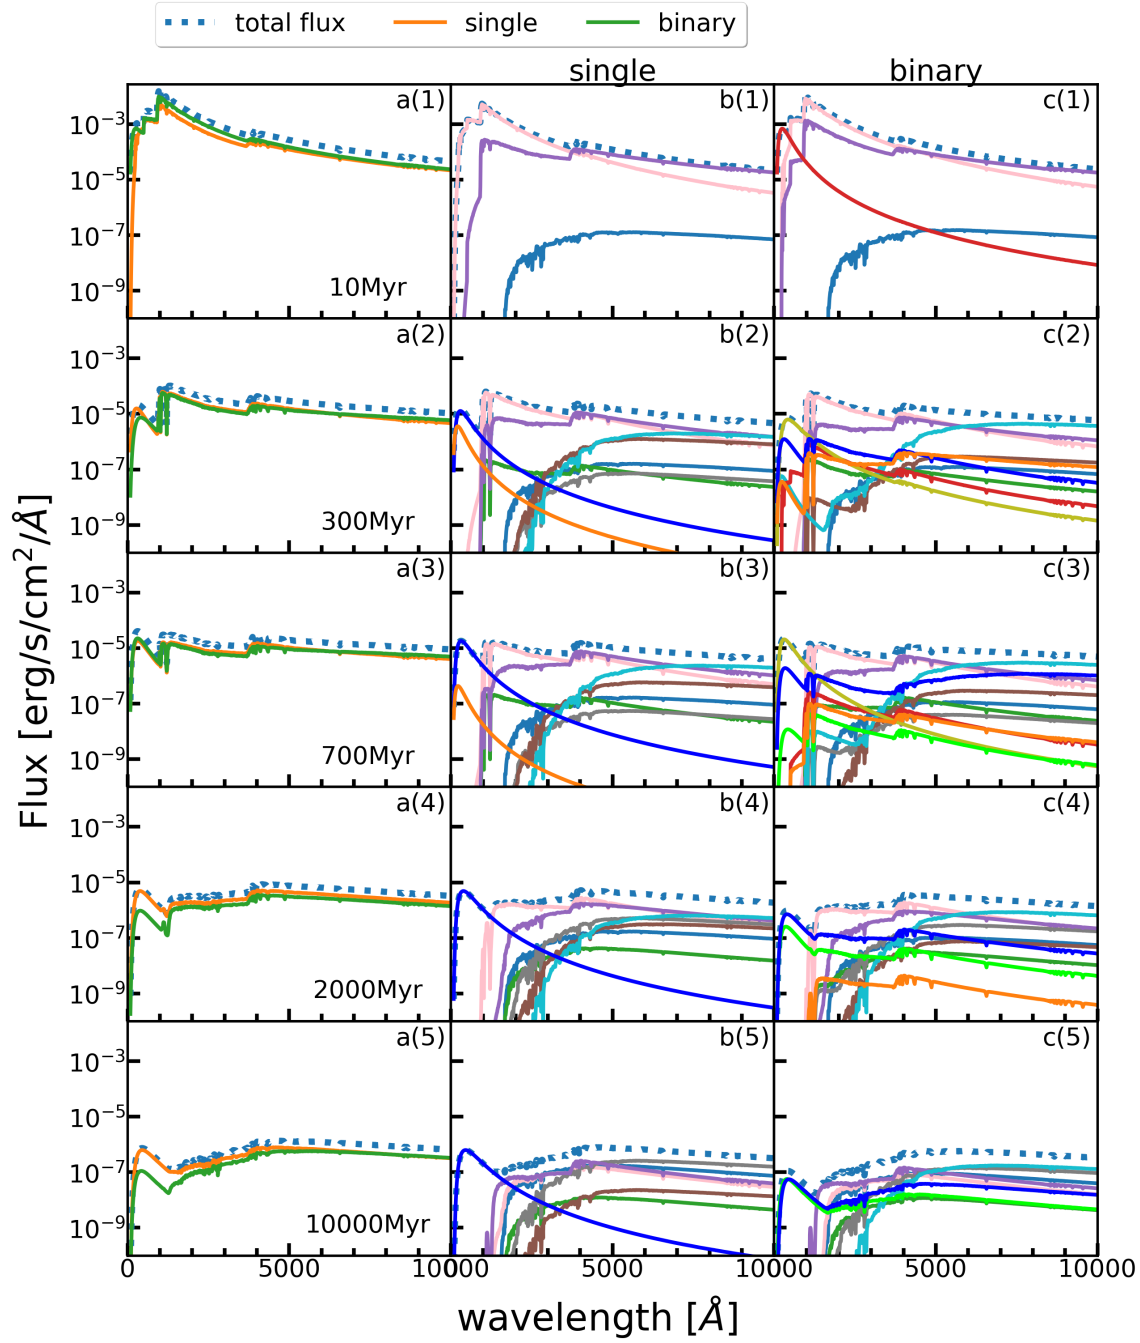 total flux single binary
single binary
a(1) b(1) c(1)
10⁻³
10⁻⁵
10⁻⁷
10⁻⁹
10Myr
a(2) b(2) c(2)
10⁻³
10⁻⁵
10⁻⁷
10⁻⁹
300Myr
a(3) b(3) c(3)
10⁻³
10⁻⁵
10⁻⁷
10⁻⁹
700Myr
a(4) b(4) c(4)
10⁻³
10⁻⁵
10⁻⁷
10⁻⁹
2000Myr
a(5) b(5) c(5)
10⁻³
10⁻⁵
10⁻⁷
10⁻⁹
10000Myr
Flux [erg/s/cm²/Å]
0 5000 10000 5000 10000 5000 10000
wavelength [Å]